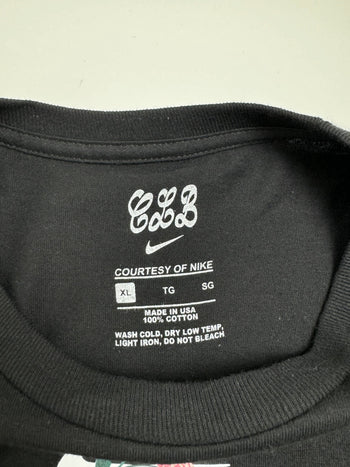 CLB
COURTESY OF NIKE
XL TG SG
MADE IN USA
100% COTTON
WASH COLD, DRY LOW TEMP,
LIGHT IRON, DO NOT BLEACH